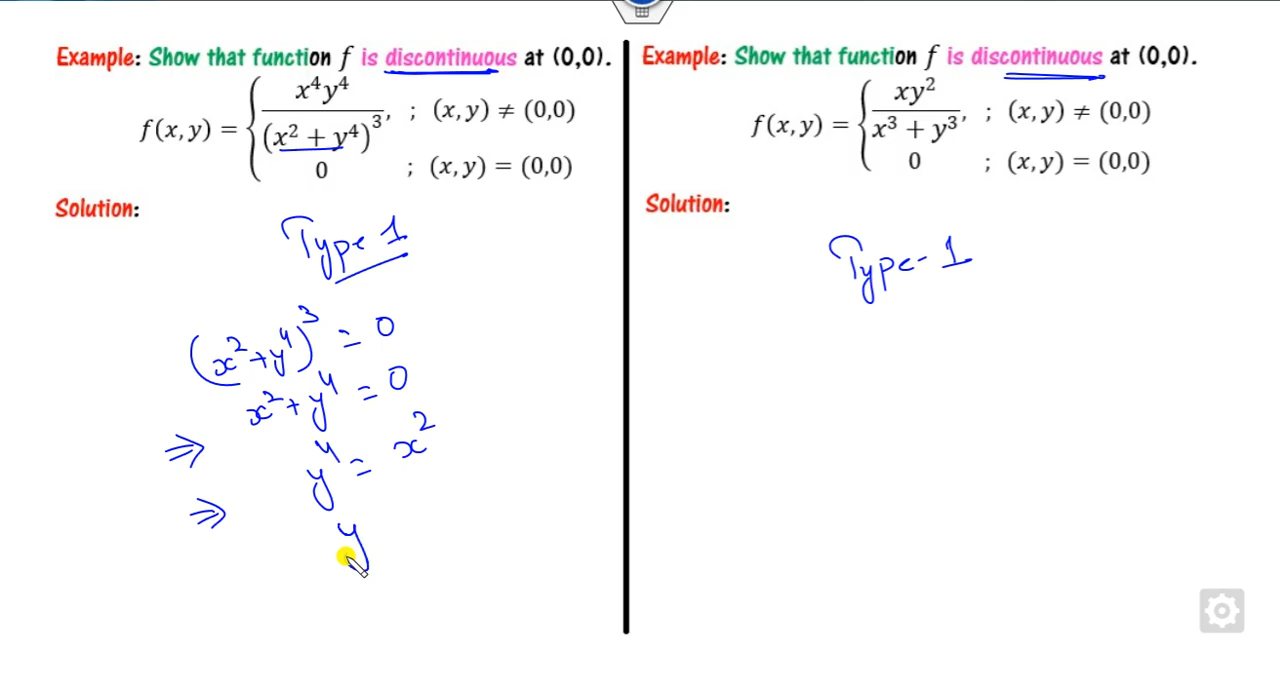 Example: Show that function f is discontinuous at (0,0).
f(x,y) = { x⁴y⁴ / (x² + y⁴)³, ; (x,y) ≠ (0,0)
0 ; (x,y) = (0,0)
Solution:
Type 1
(x²+y⁴)³ = 0
x²+y⁴ = 0
⇒ y⁴ = x²
⇒ y
Example: Show that function f is discontinuous at (0,0).
f(x,y) = { xy² / x³ + y³, ; (x,y) ≠ (0,0)
0 ; (x,y) = (0,0)
Solution:
Type-1